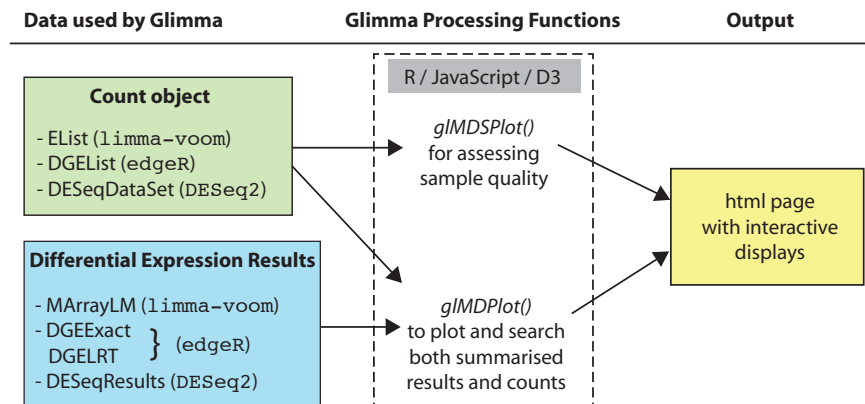 Data used by Glimma
Glimma Processing Functions
Output
Count object
- EList (limma-voom)
- DGEList (edgeR)
- DESeqDataSet (DESeq2)
Differential Expression Results
- MArrayLM (limma-voom)
- DGEExact
DGELRT
} (edgeR)
- DESeqResults (DESeq2)
R / JavaScript / D3
glMDSPlot()
for assessing
sample quality
glMDPlot()
to plot and search
both summarised
results and counts
html page
with interactive
displays